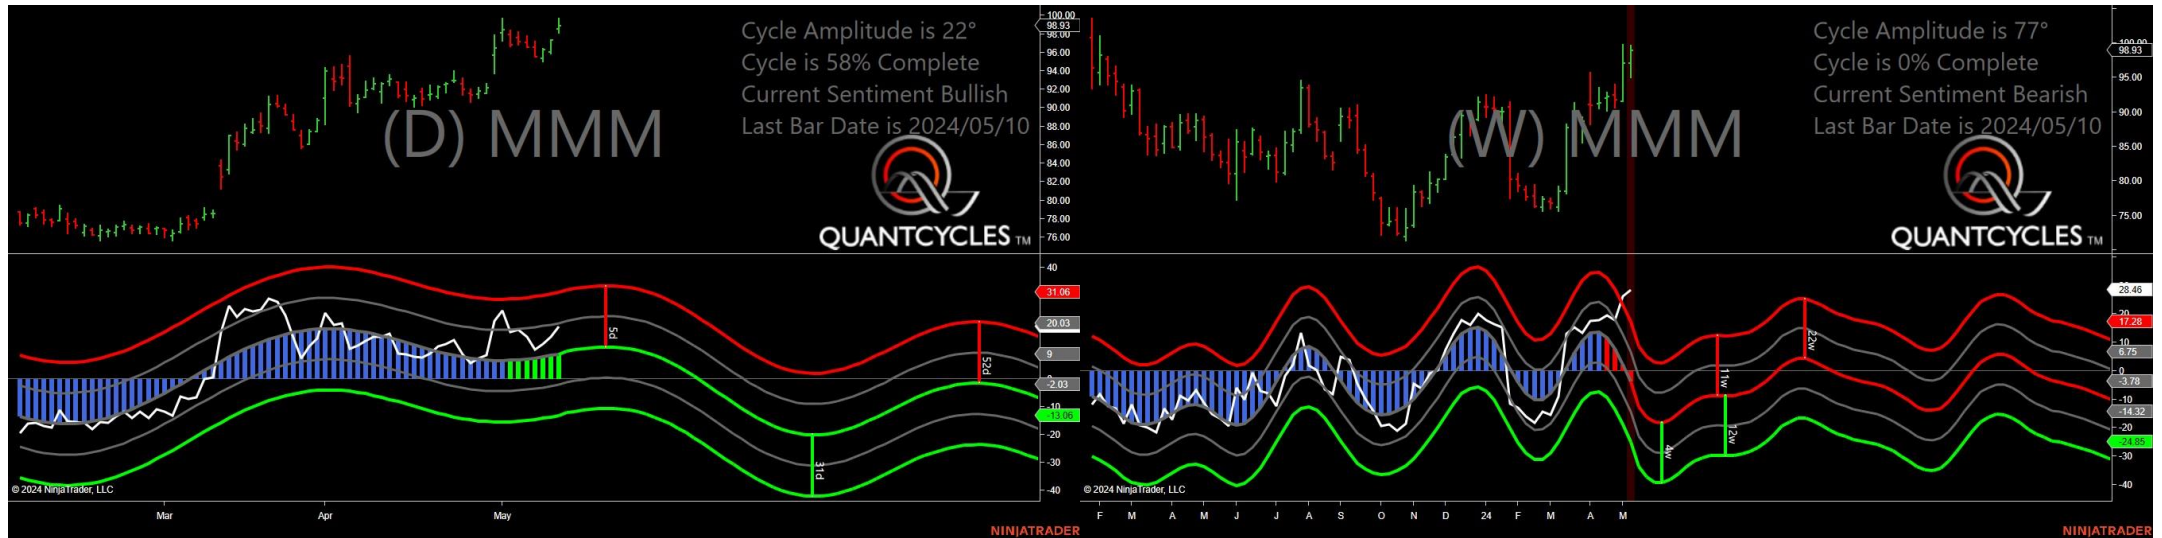 Cycle Amplitude is 22°
Cycle is 58% Complete
Current Sentiment Bullish
Last Bar Date is 2024/05/10
(D) MMM
QUANTCYCLES TM
100.00
98.93
98.00
96.00
94.00
92.00
90.00
88.00
86.00
84.00
82.00
80.00
78.00
76.00
40
31.06
20.03
9
0
-2.03
-10
-13.06
-20
-30
-40
5d
31d
52d
© 2024 NinjaTrader, LLC
Mar Apr May
NINJATRADER
Cycle Amplitude is 77°
Cycle is 0% Complete
Current Sentiment Bearish
Last Bar Date is 2024/05/10
(W) MMM
QUANTCYCLES TM
100.00
98.93
95.00
90.00
85.00
80.00
75.00
28.46
20
17.28
10
6.75
0
-3.78
-10
-14.32
-20
-24.85
-30
-40
4w
11w
12w
22w
© 2024 NinjaTrader, LLC
F M A M J J A S O N D 24 F M A M
NINJATRADER